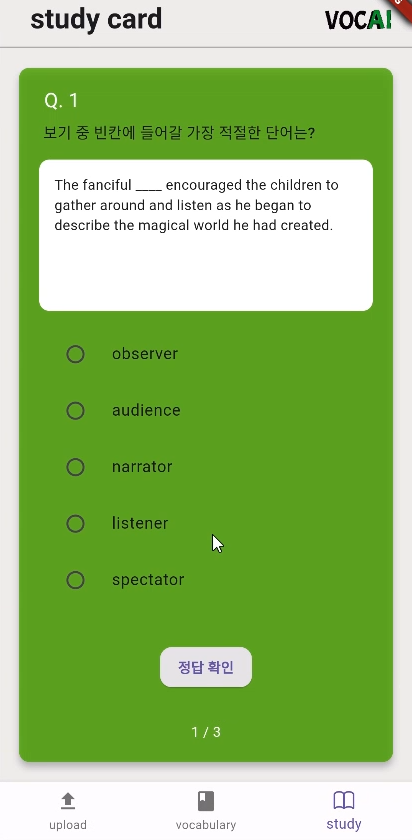 study card
VOCAI
Q. 1
보기 중 빈칸에 들어갈 가장 적절한 단어는?
The fanciful ____ encouraged the children to
gather around and listen as he began to
describe the magical world he had created.
observer
audience
narrator
listener
spectator
정답 확인
1 / 3
upload
vocabulary
study